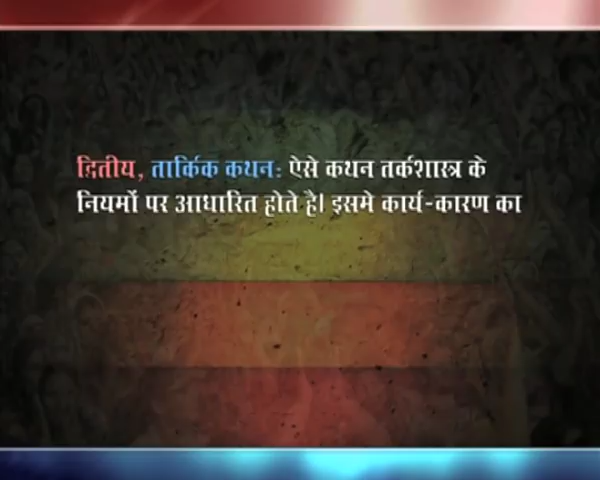 द्वितीय, तार्किक कथन: ऐसे कथन तर्कशास्त्र के
नियमों पर आधारित होते है। इसमे कार्य-कारण का